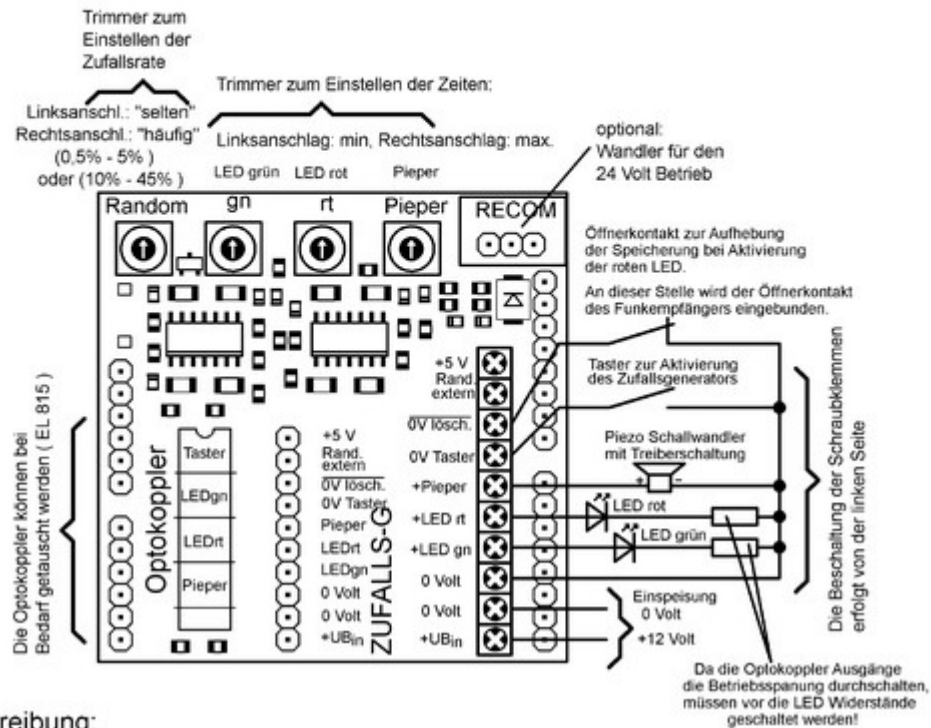 Trimmer zum
Einstellen der
Zufallsrate
Linksanschl.: "selten"
Rechtsanschl.: "häufig"
(0,5% - 5% )
oder (10% - 45% )
Trimmer zum Einstellen der Zeiten:
Linksanschlag: min, Rechtsanschlag: max.
LED grün LED rot Pieper
optional:
Wandler für den
24 Volt Betrieb
Random gn rt Pieper RECOM
Öffnerkontakt zur Aufhebung
der Speicherung bei Aktivierung
der roten LED.
An dieser Stelle wird der Öffnerkontakt
des Funkempfängers eingebunden.
Taster zur Aktivierung
des Zufallsgenerators
Piezo Schallwandler
mit Treiberschaltung
+ -
LED rot
LED grün
Einspeisung
0 Volt
+12 Volt
Die Beschaltung der Schraubklemmen
erfolgt von der linken Seite
Da die Optokoppler Ausgänge
die Betriebsspanung durchschalten,
müssen vor die LED Widerstände
geschaltet werden!
+5 V
Rand.
extern
0V lösch.
0V Taster
+Pieper
+LED rt
+LED gn
0 Volt
0 Volt
+UBin
+5 V
Rand.
extern
0V lösch.
0V Taster
Pieper
LEDrt
LEDgn
0 Volt
0 Volt
+UBin
ZUFALLS-G
Optokoppler
Taster
LEDgn
LEDrt
Pieper
Die Optokoppler können bei
Bedarf getauscht werden ( EL 815 )
reibung: